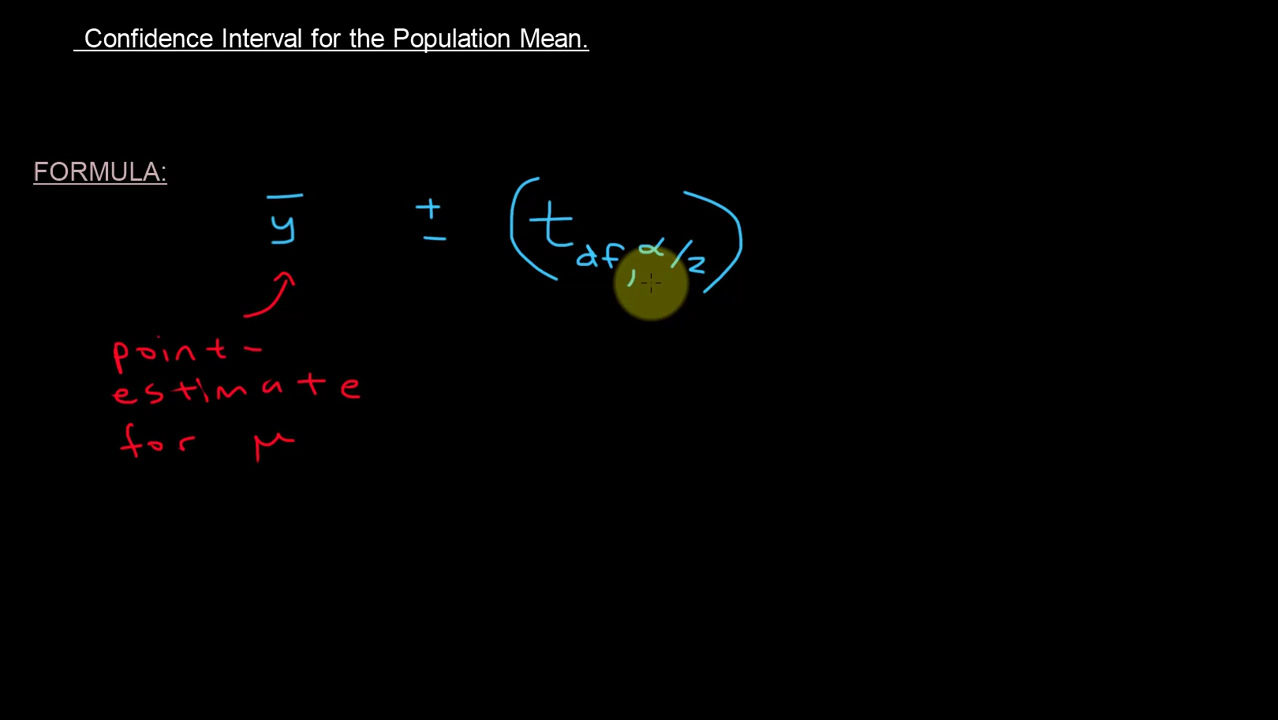 Confidence Interval for the Population Mean.
FORMULA:
ȳ ± (t df, α/2)
point-
estimate
for μ